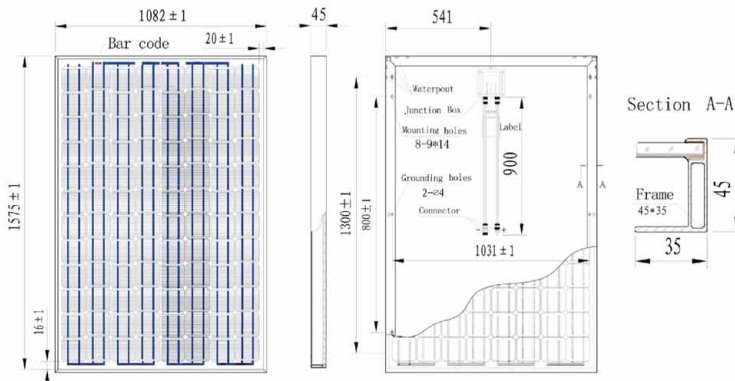 1082±1
45
541
Bar code
20±1
Waterpout
Junction Box
Mounting holes
8-9*14
Label
Grounding holes
2-⌀4
Connector
- +
1575±1
16±1
1300±1
800±1
900
1031±1
A A
Section A-A
Frame
45*35
45
35